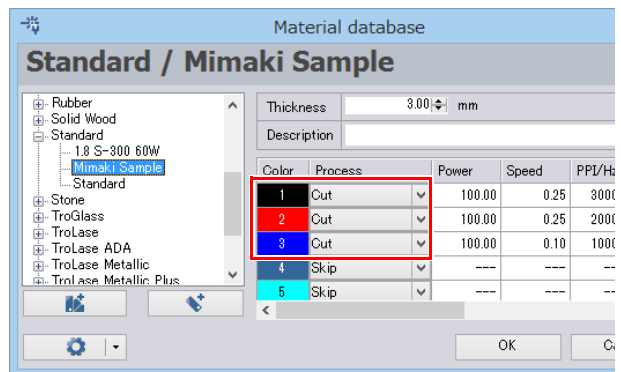 Material database
Standard / Mimaki Sample
Rubber
Solid Wood
Standard
1.8 S-300 60W
Mimaki Sample
Standard
Stone
TroGlass
TroLase
TroLase ADA
TroLase Metallic
TroLase Metallic Plus
Thickness 3.00 mm
Description
Color Process Power Speed PPI/Hz
1 Cut 100.00 0.25 3000
2 Cut 100.00 0.25 2000
3 Cut 100.00 0.10 1000
4 Skip --- --- --
5 Skip --- --- --
OK